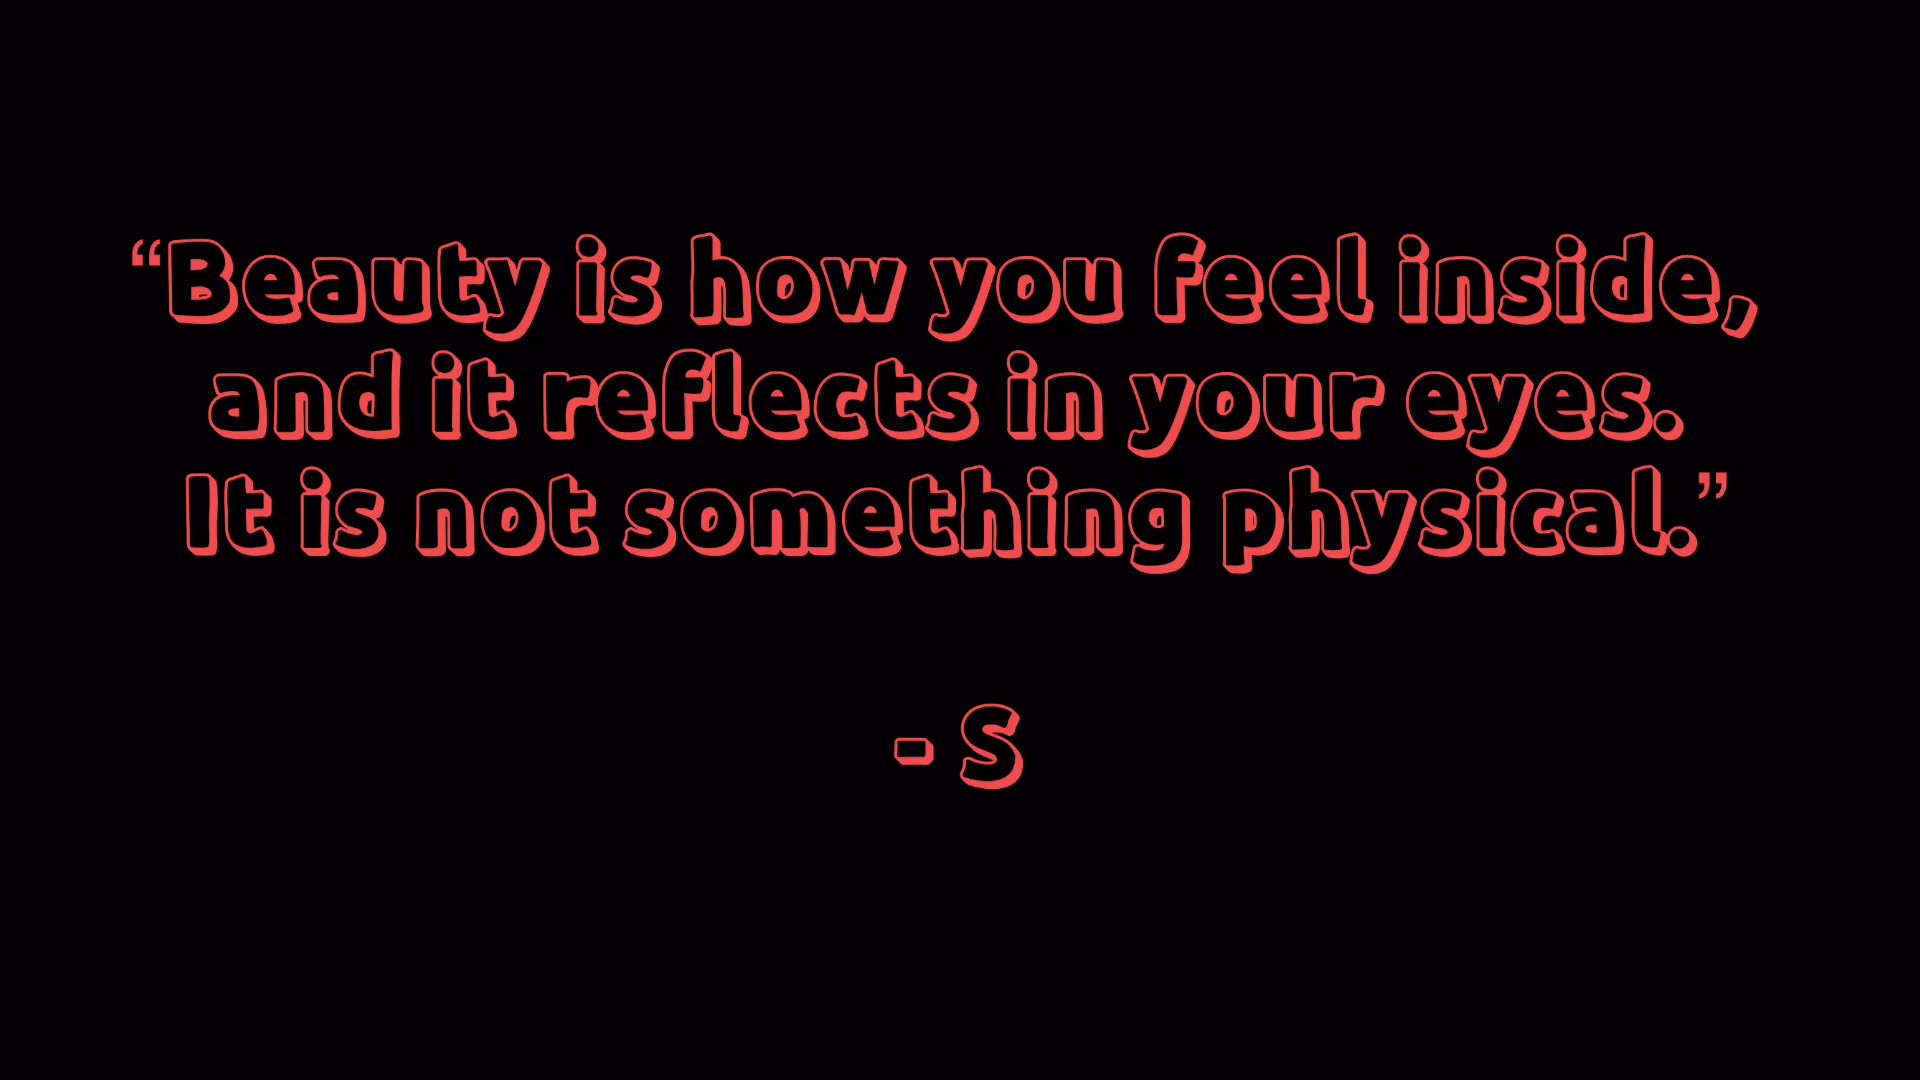 “Beauty is how you feel inside,
and it reflects in your eyes.
It is not something physical.”
- S